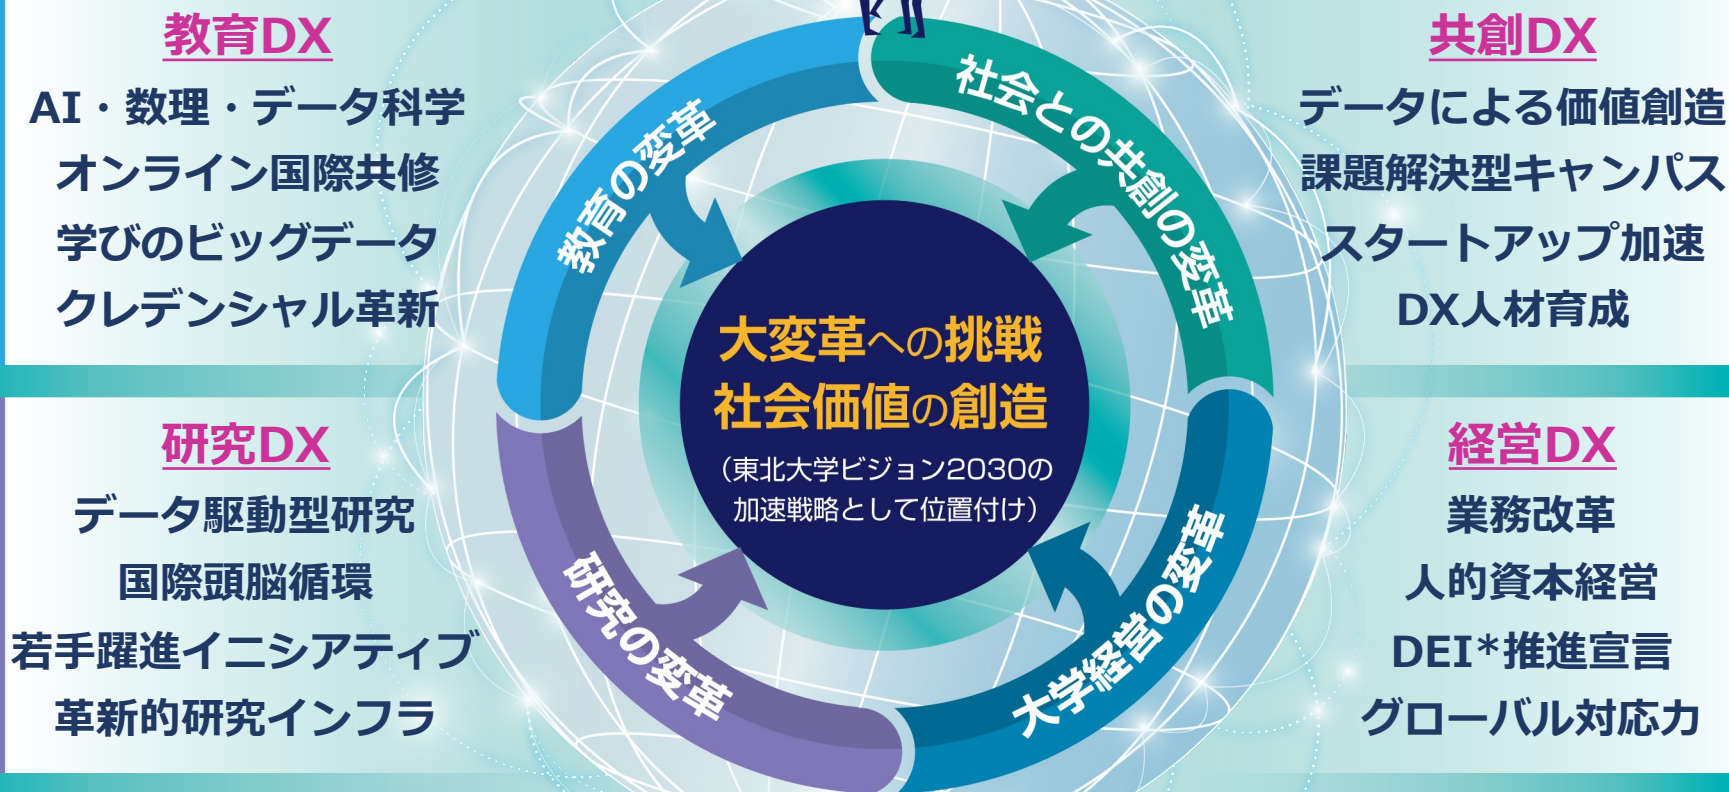 教育DX
AI・数理・データ科学
オンライン国際共修
学びのビッグデータ
クレデンシャル革新
共創DX
データによる価値創造
課題解決型キャンパス
スタートアップ加速
DX人材育成
教育の変革
社会との共創の変革
大変革への挑戦
社会価値の創造
（東北大学ビジョン2030の
加速戦略として位置付け）
研究の変革
大学経営の変革
研究DX
データ駆動型研究
国際頭脳循環
若手躍進イニシアティブ
革新的研究インフラ
経営DX
業務改革
人的資本経営
DEI*推進宣言
グローバル対応力